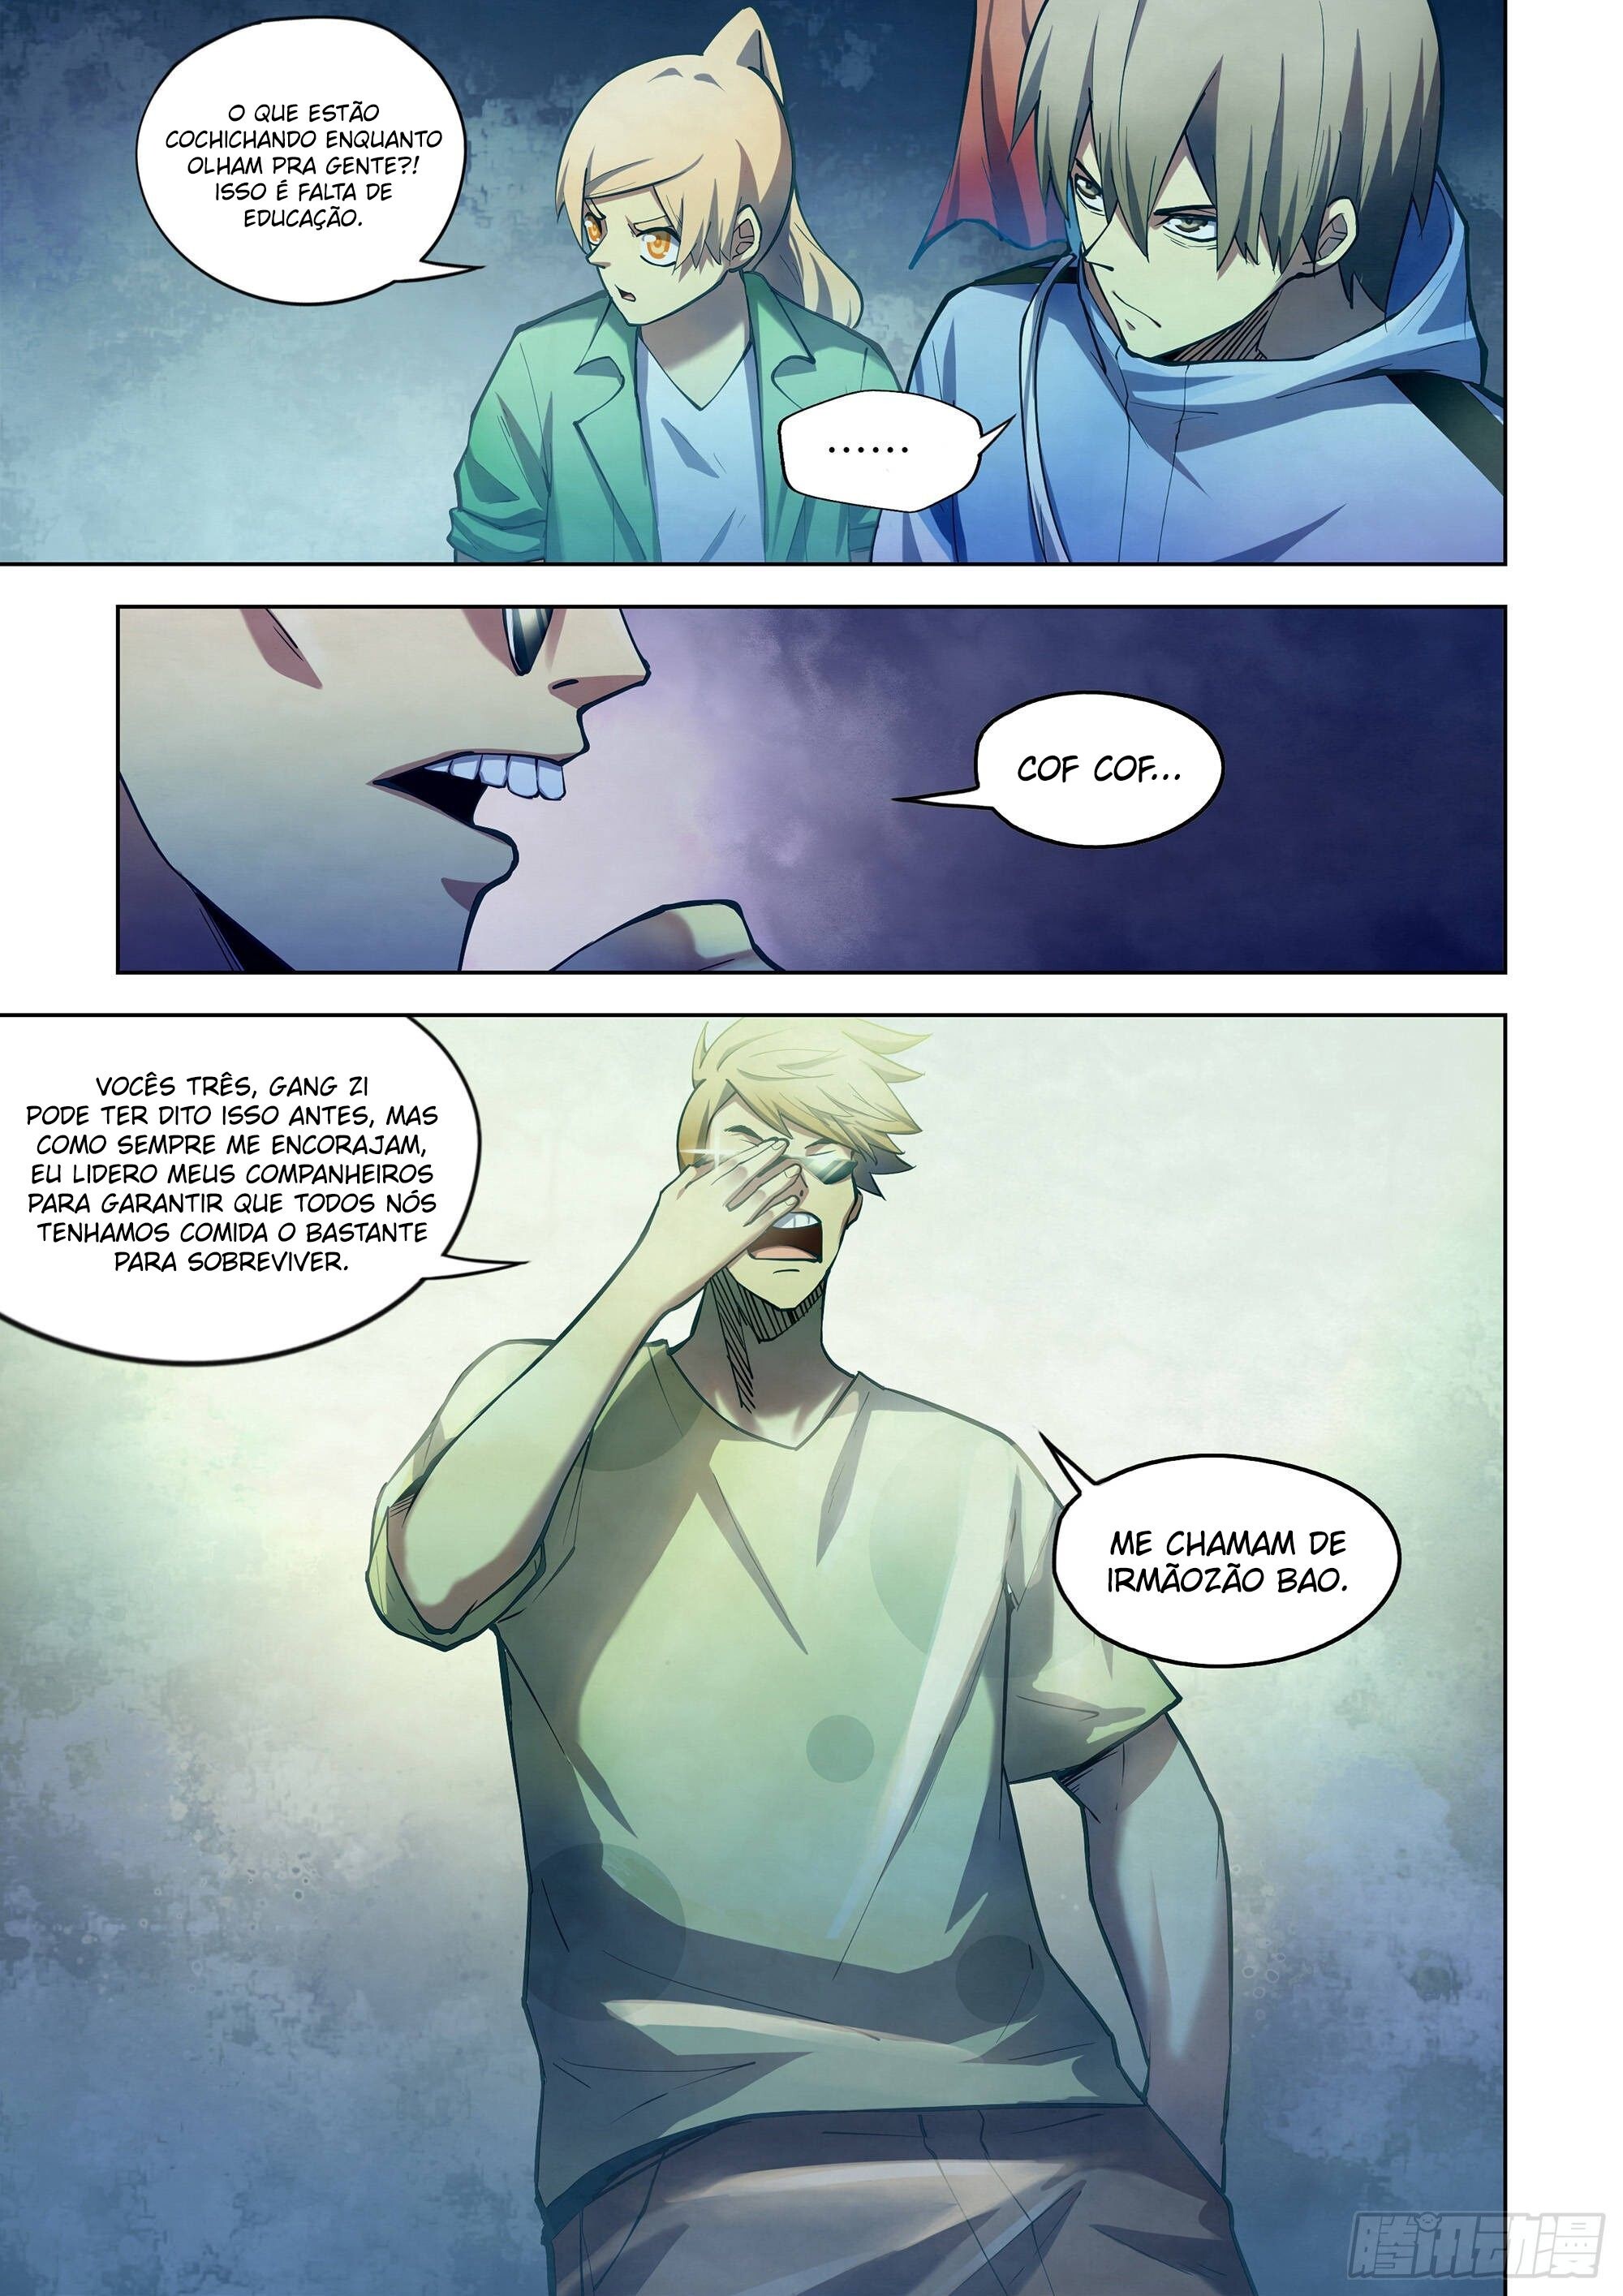 O QUE ESTÃO
COCHICHANDO ENQUANTO
OLHAM PRA GENTE?!
ISSO É FALTA DE
EDUCAÇÃO.
......
COF COF...
VOCÊS TRÊS, GANG ZI
PODE TER DITO ISSO ANTES, MAS
COMO SEMPRE ME ENCORAJAM,
EU LIDERO MEUS COMPANHEIROS
PARA GARANTIR QUE TODOS NÓS
TENHAMOS COMIDA O BASTANTE
PARA SOBREVIVER.
ME CHAMAM DE
IRMÃOZÃO BAO.
腾讯动漫